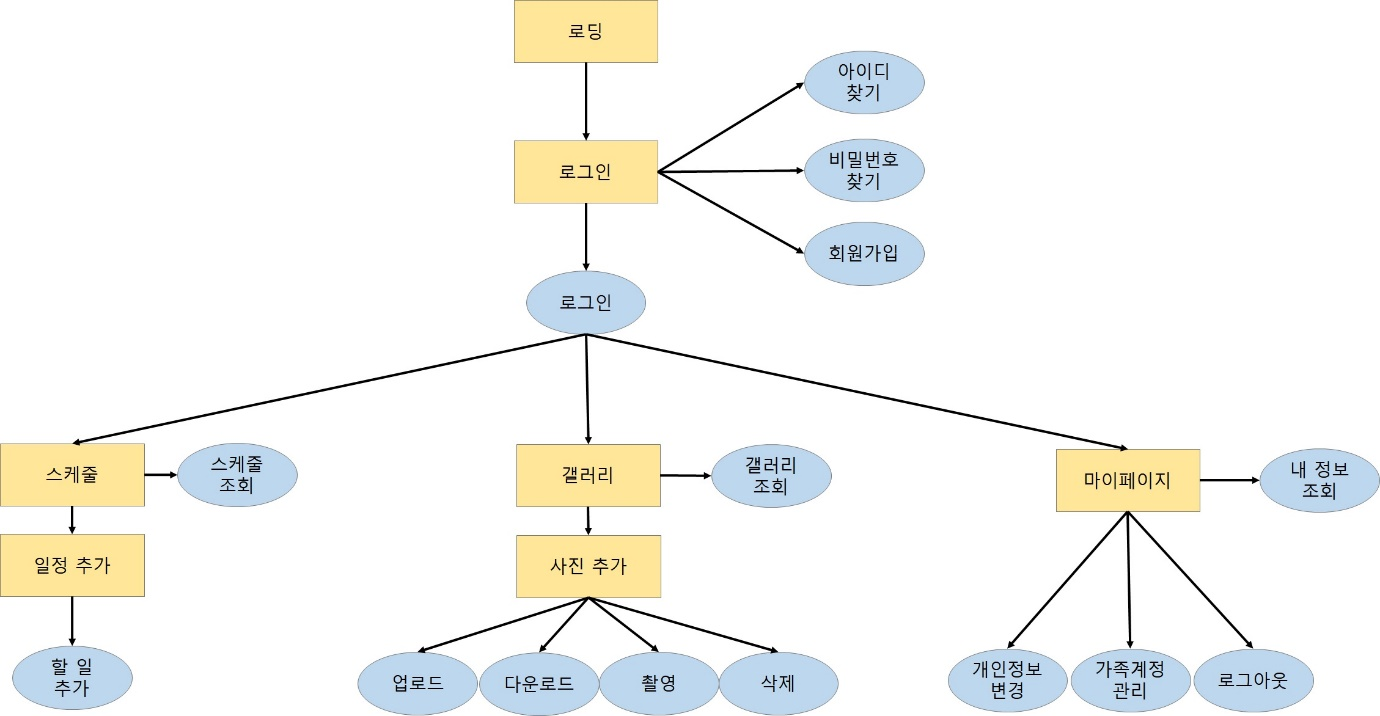 로딩
아이디
찾기
로그인
비밀번호
찾기
회원가입
로그인
스케줄
스케줄
조회
갤러리
갤러리
조회
마이페이지
내 정보
조회
일정 추가
사진 추가
할 일
추가
업로드
다운로드
촬영
삭제
개인정보
변경
가족계정
관리
로그아웃